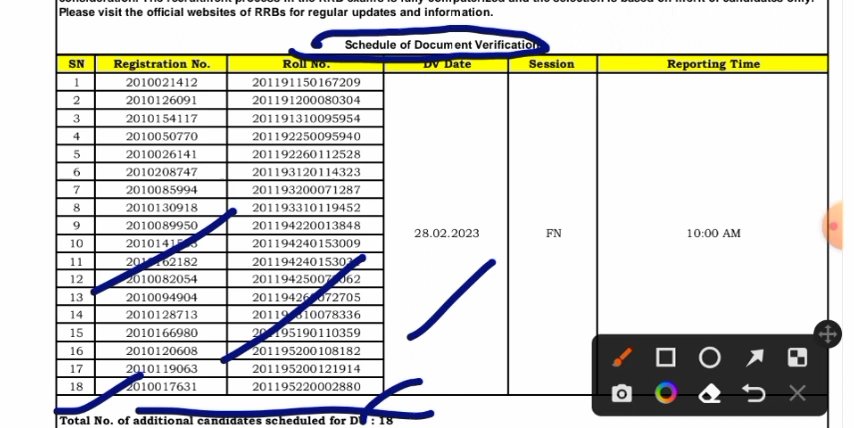 Please visit the official websites of RRBs for regular updates and information.
Schedule of Document Verification
SN Registration No. Roll No. DV Date Session Reporting Time
1 2010021412 201191150167209
2 2010126091 201191200080304
3 2010154117 201191310095954
4 2010050770 201192250095940
5 2010026141 201192260112528
6 2010208747 201193120114323
7 2010085994 201193200071287
8 2010130918 201193310119452
9 2010089950 201194220013848
28.02.2023 FN 10:00 AM
10 201194240153009
11
12 2010082054
13 2010094904
14 2010128713
15 2010166980
16 2010120608 201195200108182
17 2010119063 201195200121914
18 2010017631 201195220002880
Total No. of additional candidates scheduled for : 18